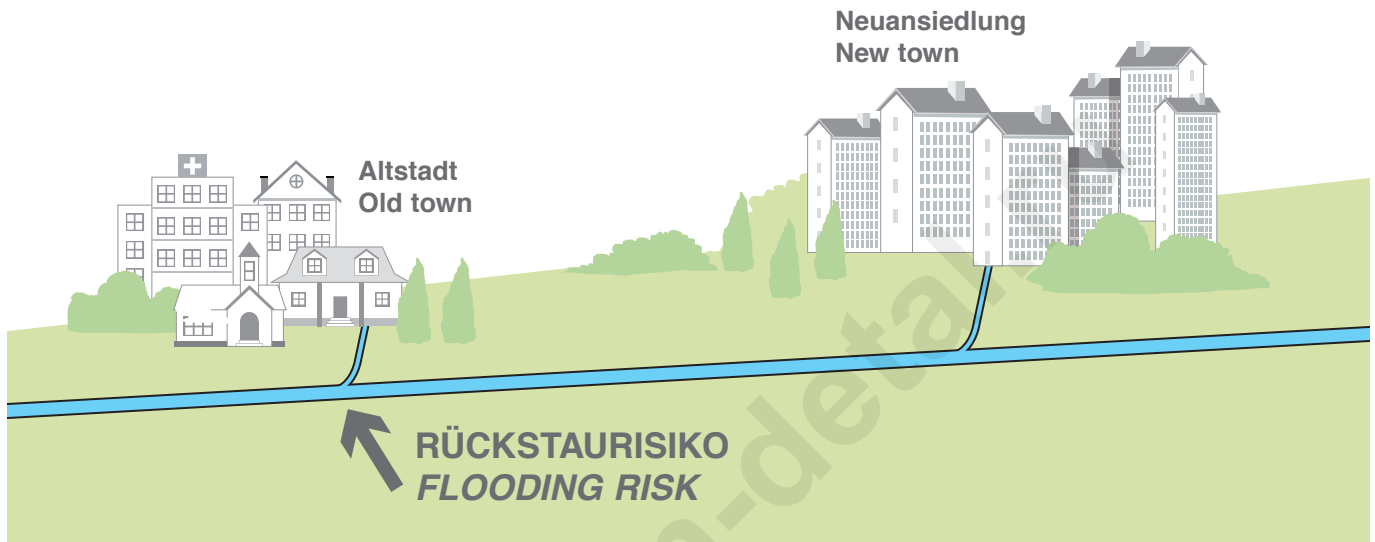 Neuansiedlung
New town
Altstadt
Old town
RÜCKSTAURISIKO
FLOODING RISK